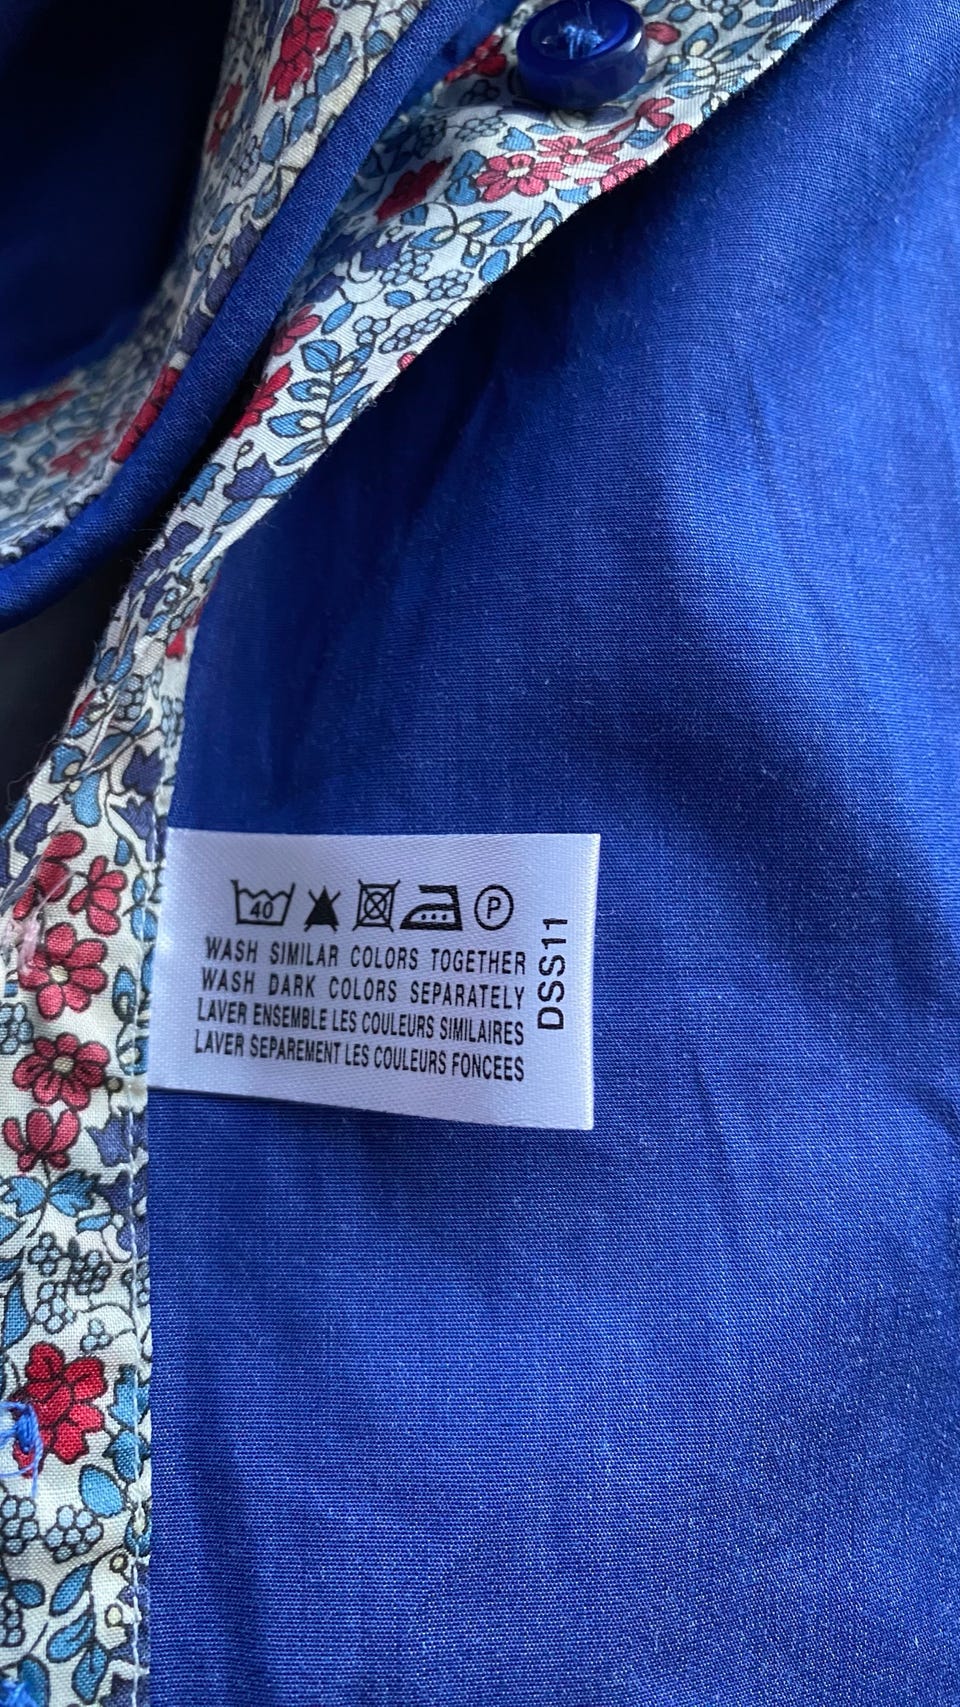 40
P
WASH SIMILAR COLORS TOGETHER
WASH DARK COLORS SEPARATELY
LAVER ENSEMBLE LES COULEURS SIMILAIRES
LAVER SEPAREMENT LES COULEURS FONCEES
DSS11